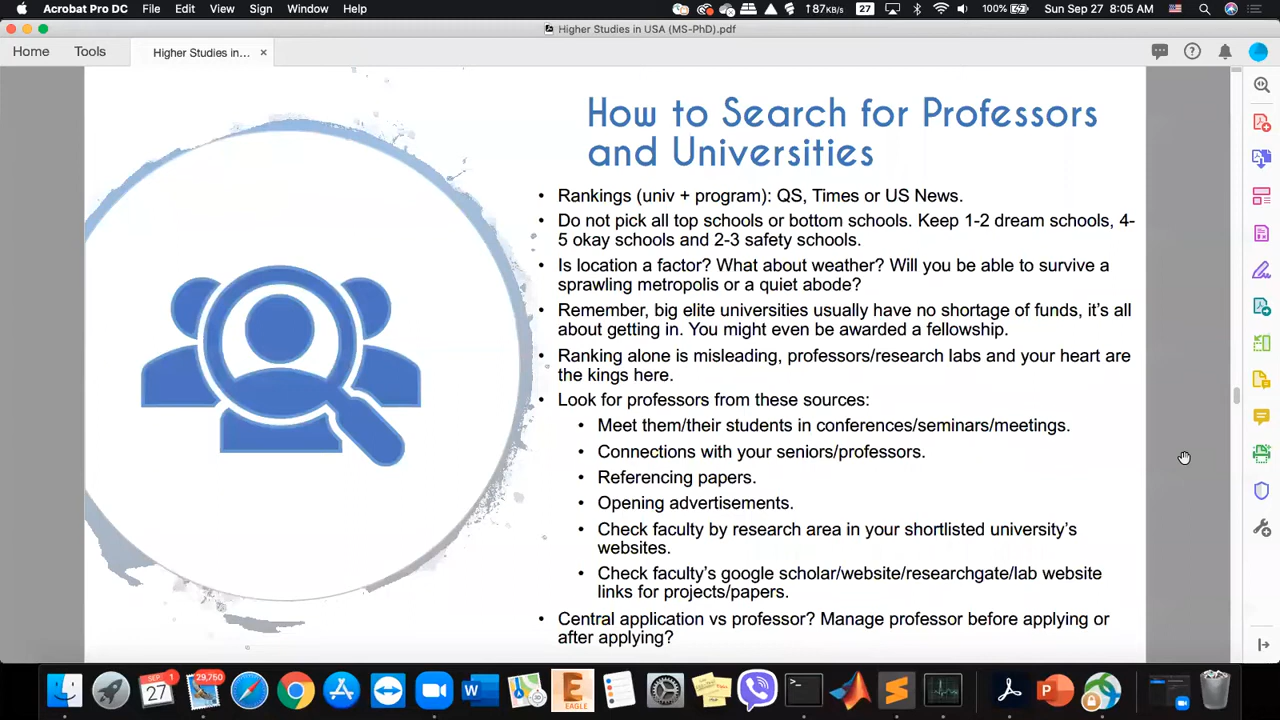 Acrobat Pro DC File Edit View Sign Window Help 187KB/s 27 100% Sun Sep 27 8:05 AM
Higher Studies in USA (MS-PhD).pdf
Home Tools Higher Studies in... ×
How to Search for Professors
and Universities
• Rankings (univ + program): QS, Times or US News.
• Do not pick all top schools or bottom schools. Keep 1-2 dream schools, 4-
5 okay schools and 2-3 safety schools.
• Is location a factor? What about weather? Will you be able to survive a
sprawling metropolis or a quiet abode?
• Remember, big elite universities usually have no shortage of funds, it's all
about getting in. You might even be awarded a fellowship.
• Ranking alone is misleading, professors/research labs and your heart are
the kings here.
• Look for professors from these sources:
• Meet them/their students in conferences/seminars/meetings.
• Connections with your seniors/professors.
• Referencing papers.
• Opening advertisements.
• Check faculty by research area in your shortlisted university's
websites.
• Check faculty's google scholar/website/researchgate/lab website
links for projects/papers.
• Central application vs professor? Manage professor before applying or
after applying?
SEP 1 29,750
27 W E P
EAGLE